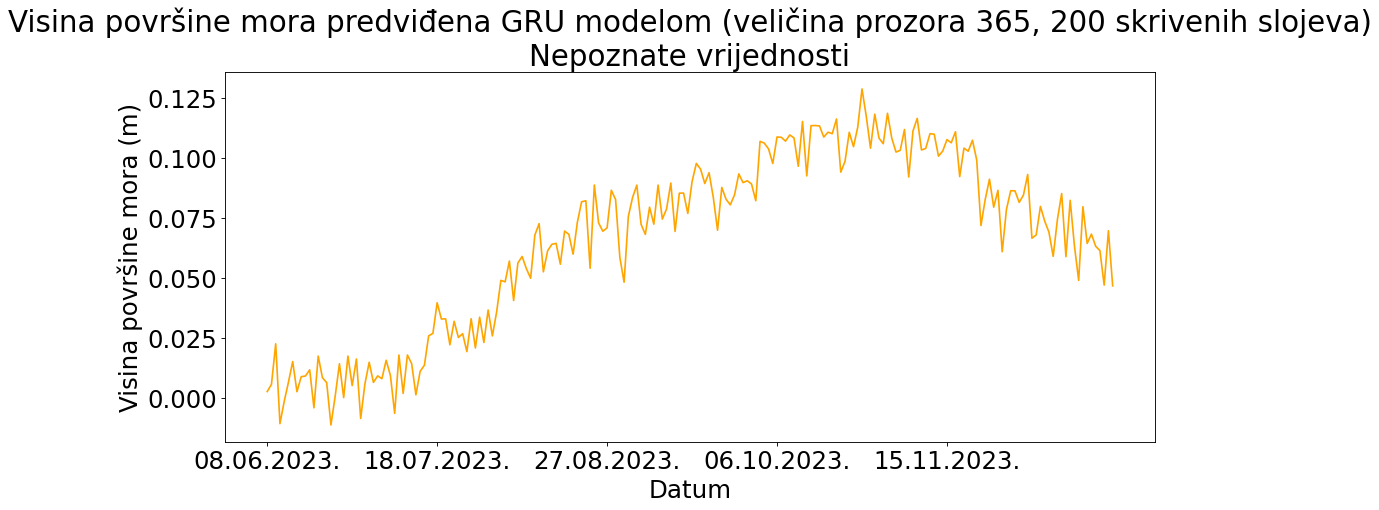 Visina površine mora predviđena GRU modelom (veličina prozora 365, 200 skrivenih slojeva)
Nepoznate vrijednosti
Visina površine mora (m)
0.125
0.100
0.075
0.050
0.025
0.000
08.06.2023. 18.07.2023. 27.08.2023. 06.10.2023. 15.11.2023.
Datum